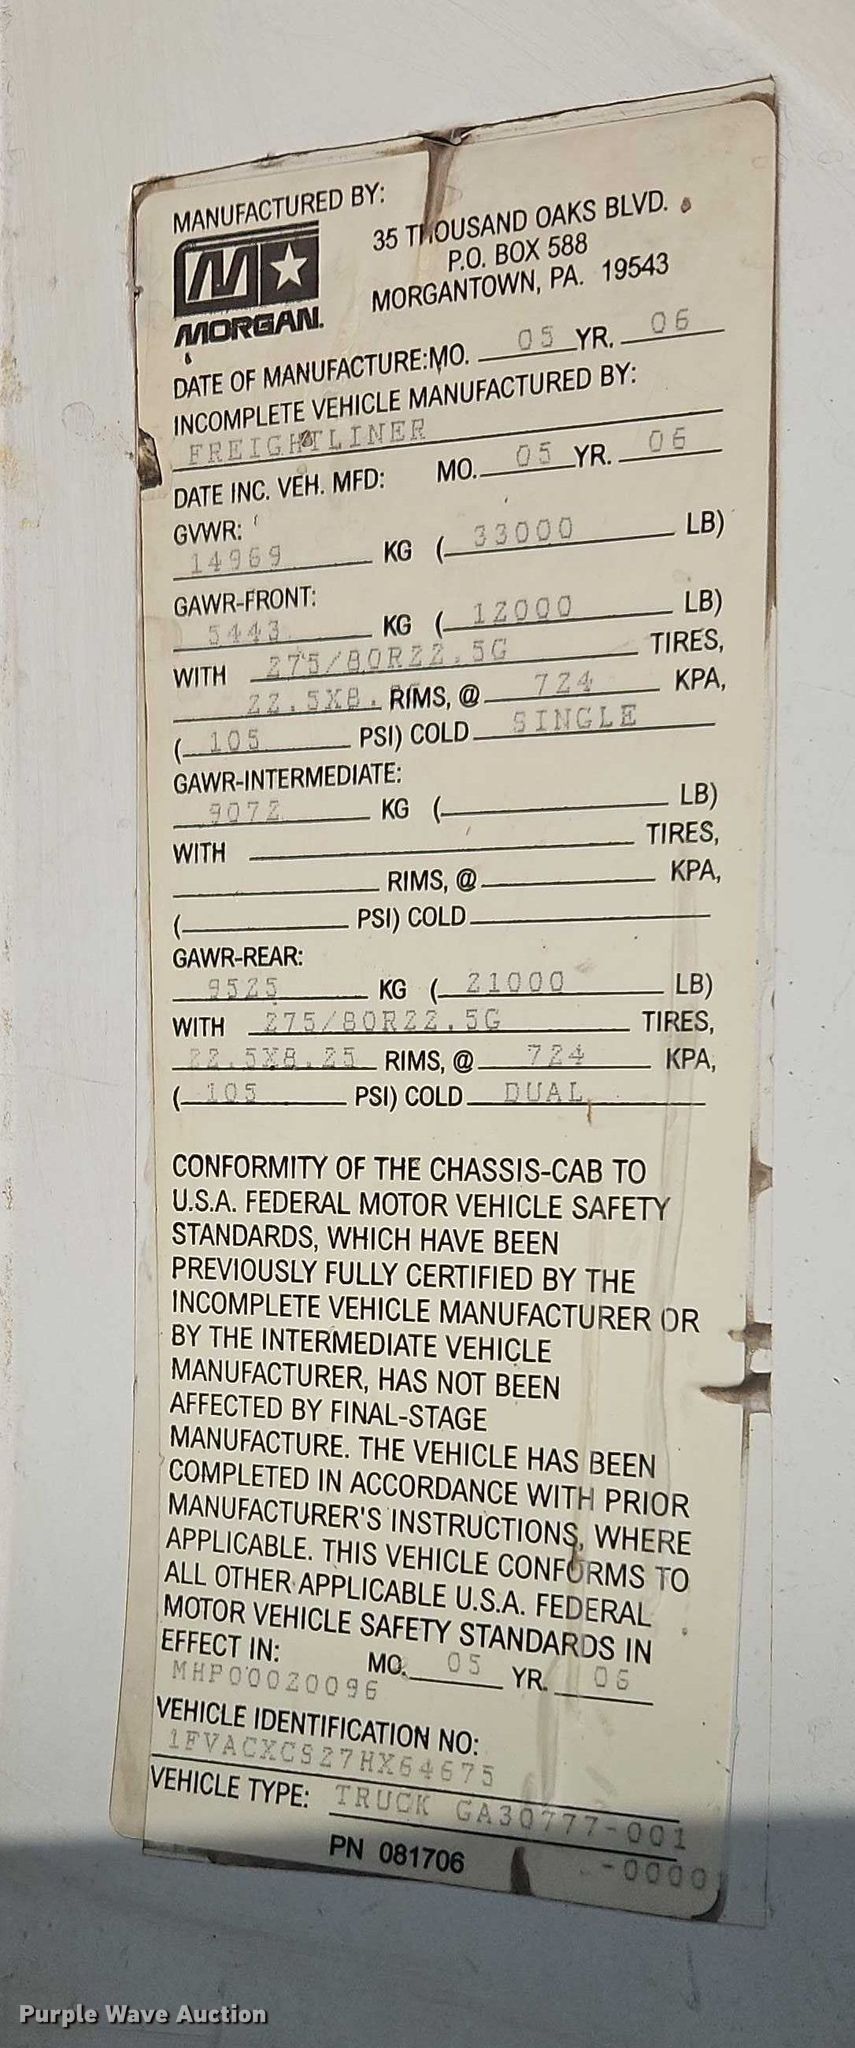 MANUFACTURED BY:
MORGAN.
35 THOUSAND OAKS BLVD.
P.O. BOX 588
MORGANTOWN, PA. 19543
DATE OF MANUFACTURE: MO. 05 YR. 06
INCOMPLETE VEHICLE MANUFACTURED BY:
FREIGHTLINER
DATE INC. VEH. MFD: MO. 05 YR. 06
GVWR:
14969 KG ( 33000 LB)
GAWR-FRONT:
5443 KG ( 12000 LB)
WITH 275/80R22.5G TIRES,
22.5X8. RIMS, @ 724 KPA,
( 105 PSI) COLD SINGLE
GAWR-INTERMEDIATE:
9072 KG ( LB)
WITH TIRES,
RIMS, @ KPA,
( PSI) COLD
GAWR-REAR:
9525 KG ( 21000 LB)
WITH 275/80R22.5G TIRES,
22.5X8.25 RIMS, @ 724 KPA,
( 105 PSI) COLD DUAL
CONFORMITY OF THE CHASSIS-CAB TO
U.S.A. FEDERAL MOTOR VEHICLE SAFETY
STANDARDS, WHICH HAVE BEEN
PREVIOUSLY FULLY CERTIFIED BY THE
INCOMPLETE VEHICLE MANUFACTURER OR
BY THE INTERMEDIATE VEHICLE
MANUFACTURER, HAS NOT BEEN
AFFECTED BY FINAL-STAGE
MANUFACTURE. THE VEHICLE HAS BEEN
COMPLETED IN ACCORDANCE WITH PRIOR
MANUFACTURER'S INSTRUCTIONS, WHERE
APPLICABLE. THIS VEHICLE CONFORMS TO
ALL OTHER APPLICABLE U.S.A. FEDERAL
MOTOR VEHICLE SAFETY STANDARDS IN
EFFECT IN: MO. 05 YR. 06
MHP00020096
VEHICLE IDENTIFICATION NO:
1FVACXCS27HX64675
VEHICLE TYPE: TRUCK GA30777-001
PN 081706 -0000
Purple Wave Auction